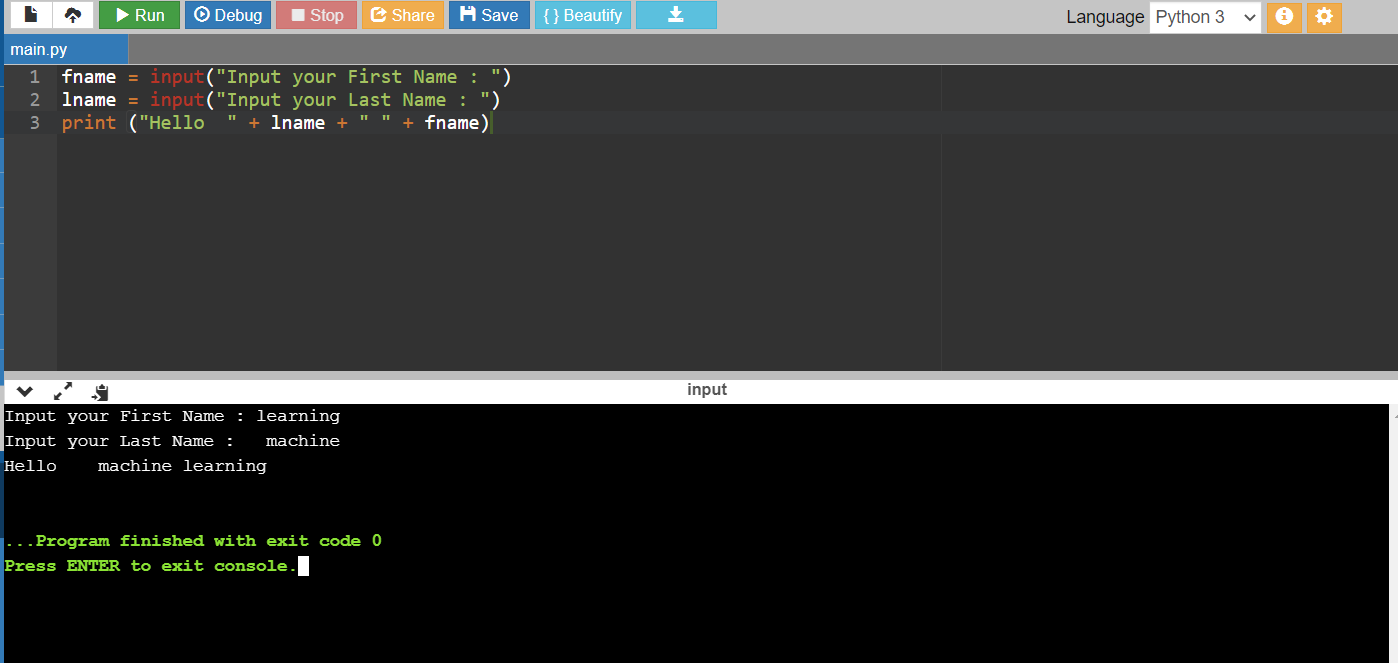 Run Debug Stop Share Save { } Beautify Language Python 3
main.py
1 fname = input("Input your First Name : ")
2 lname = input("Input your Last Name : ")
3 print ("Hello  " + lname + " " + fname)
input
Input your First Name : learning
Input your Last Name :   machine
Hello    machine learning
...Program finished with exit code 0
Press ENTER to exit console.